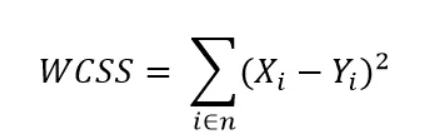 WCSS = ∑_{i∈n} (X_i − Y_i)^2